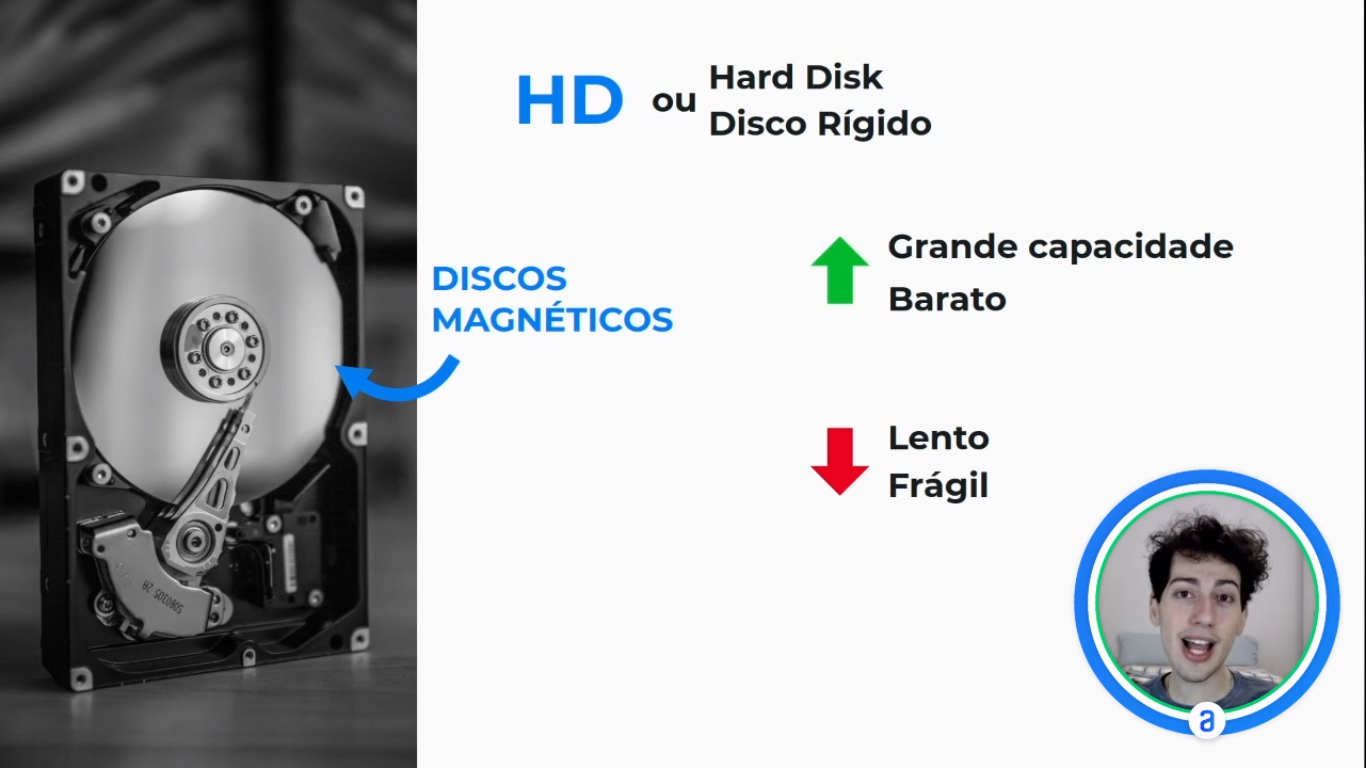 HD
ou
Hard Disk
Disco Rígido
DISCOS
MAGNÉTICOS
Grande capacidade
Barato
Lento
Frágil
a